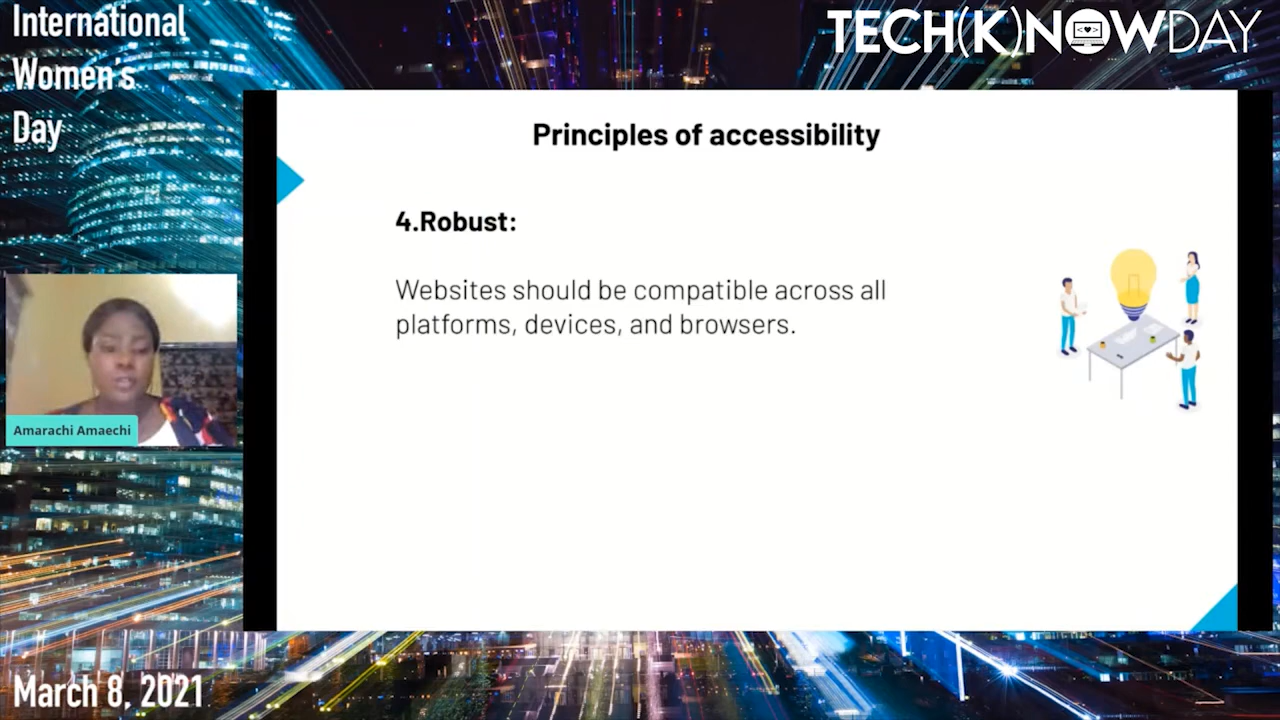 International
Women's
Day
TECH(K)NOWDAY
Principles of accessibility
4.Robust:
Websites should be compatible across all
platforms, devices, and browsers.
Amarachi Amaechi
March 8, 2021